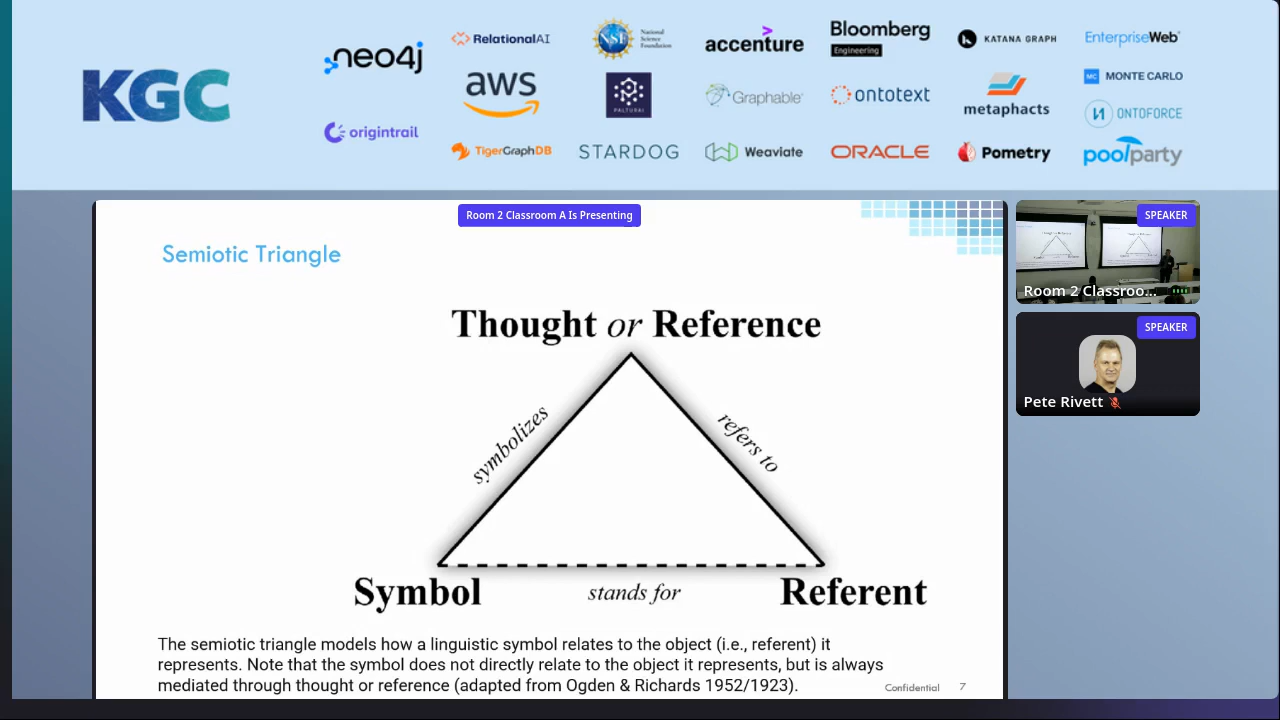 KGC
neo4j
origintrail
RelationalAI
aws
TigerGraphDB
NSF
National
Science
Foundation
STARDOG
accenture
Graphable
Weaviate
Bloomberg
Engineering
ontotext
ORACLE
KATANA GRAPH
metaphacts
Pometry
EnterpriseWeb
MC MONTE CARLO
ONTOFORCE
poolparty
Room 2 Classroom A Is Presenting
Semiotic Triangle
Thought or Reference
symbolizes
refers to
Symbol
stands for
Referent
The semiotic triangle models how a linguistic symbol relates to the object (i.e., referent) it
represents. Note that the symbol does not directly relate to the object it represents, but is always
mediated through thought or reference (adapted from Ogden & Richards 1952/1923).
Confidential 7
SPEAKER
Room 2 Classroo...
SPEAKER
Pete Rivett